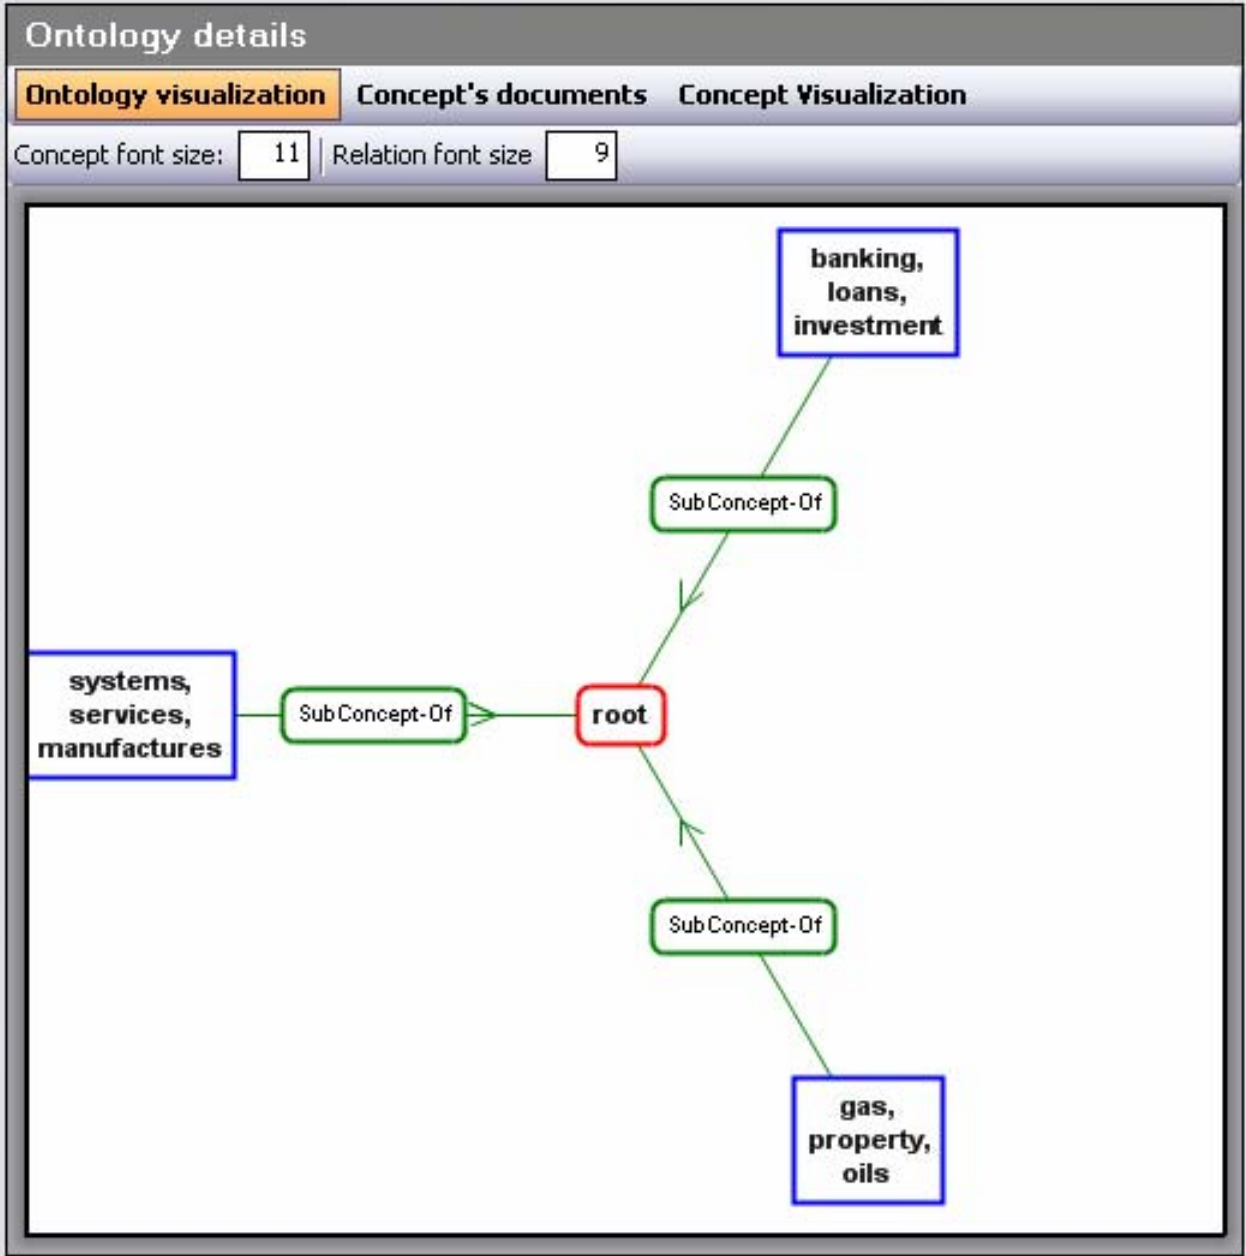 Ontology details
Ontology visualization Concept's documents Concept Visualization
Concept font size: 11 Relation font size 9
banking,
loans,
investment
SubConcept-Of
systems,
services,
manufactures
SubConcept-Of
root
SubConcept-Of
gas,
property,
oils